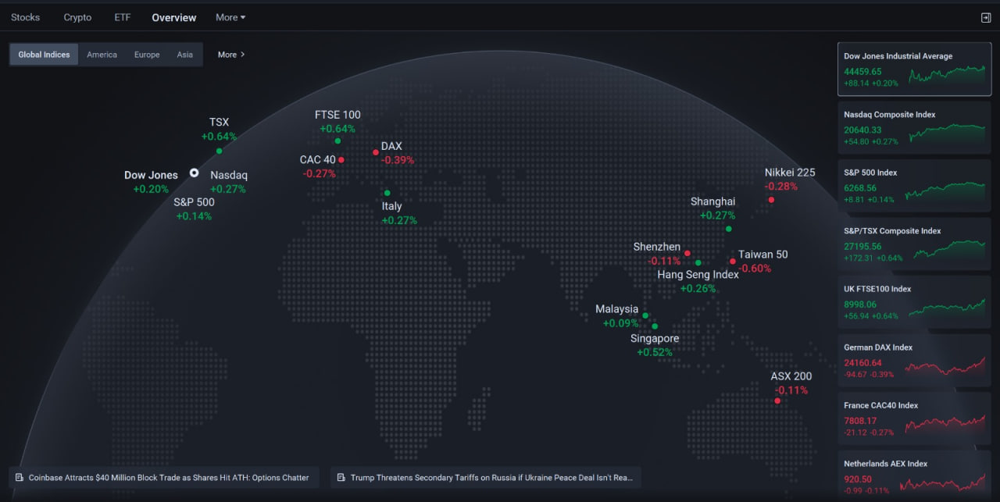 Stocks Crypto ETF Overview More
Global Indices America Europe Asia More
TSX
+0.64%
Dow Jones
+0.20%
Nasdaq
+0.27%
S&P 500
+0.14%
FTSE 100
+0.64%
DAX
-0.39%
CAC 40
-0.27%
Italy
+0.27%
Nikkei 225
-0.28%
Shanghai
+0.27%
Shenzhen
-0.11%
Taiwan 50
-0.60%
Hang Seng Index
+0.26%
Malaysia
+0.09%
Singapore
+0.52%
ASX 200
-0.11%
Dow Jones Industrial Average
44459.65
+88.14 +0.20%
Nasdaq Composite Index
20640.33
+54.80 +0.27%
S&P 500 Index
6268.56
+8.81 +0.14%
S&P/TSX Composite Index
27195.56
+172.31 +0.64%
UK FTSE100 Index
8998.06
+56.94 +0.64%
German DAX Index
24160.64
-94.67 -0.39%
France CAC40 Index
7808.17
-21.12 -0.27%
Netherlands AEX Index
920.50
-0.99 -0.11%
Coinbase Attracts $40 Million Block Trade as Shares Hit ATH: Options Chatter
Trump Threatens Secondary Tariffs on Russia if Ukraine Peace Deal Isn't Rea...